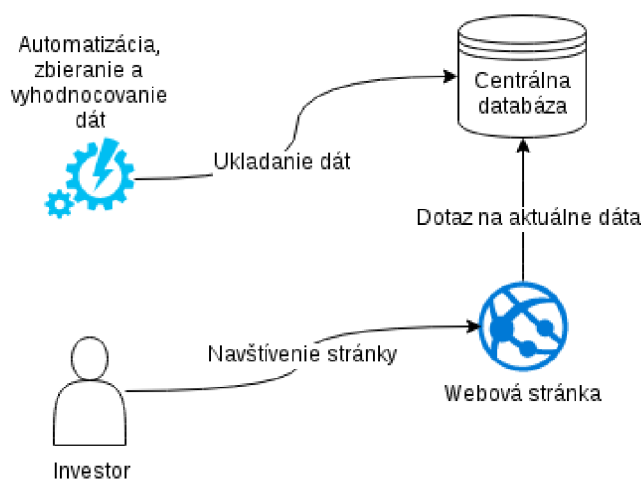 Automatizácia,
zbieranie a
vyhodnocovanie
dát
Centrálna
databáza
Ukladanie dát
Dotaz na aktuálne dáta
Navštívenie stránky
Webová stránka
Investor